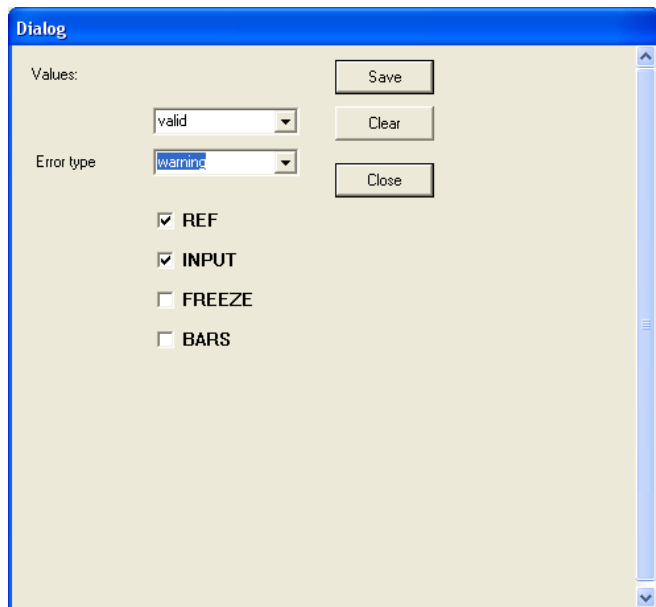 Dialog
Values:
Save
valid
Clear
Error type
warning
Close
REF
INPUT
FREEZE
BARS